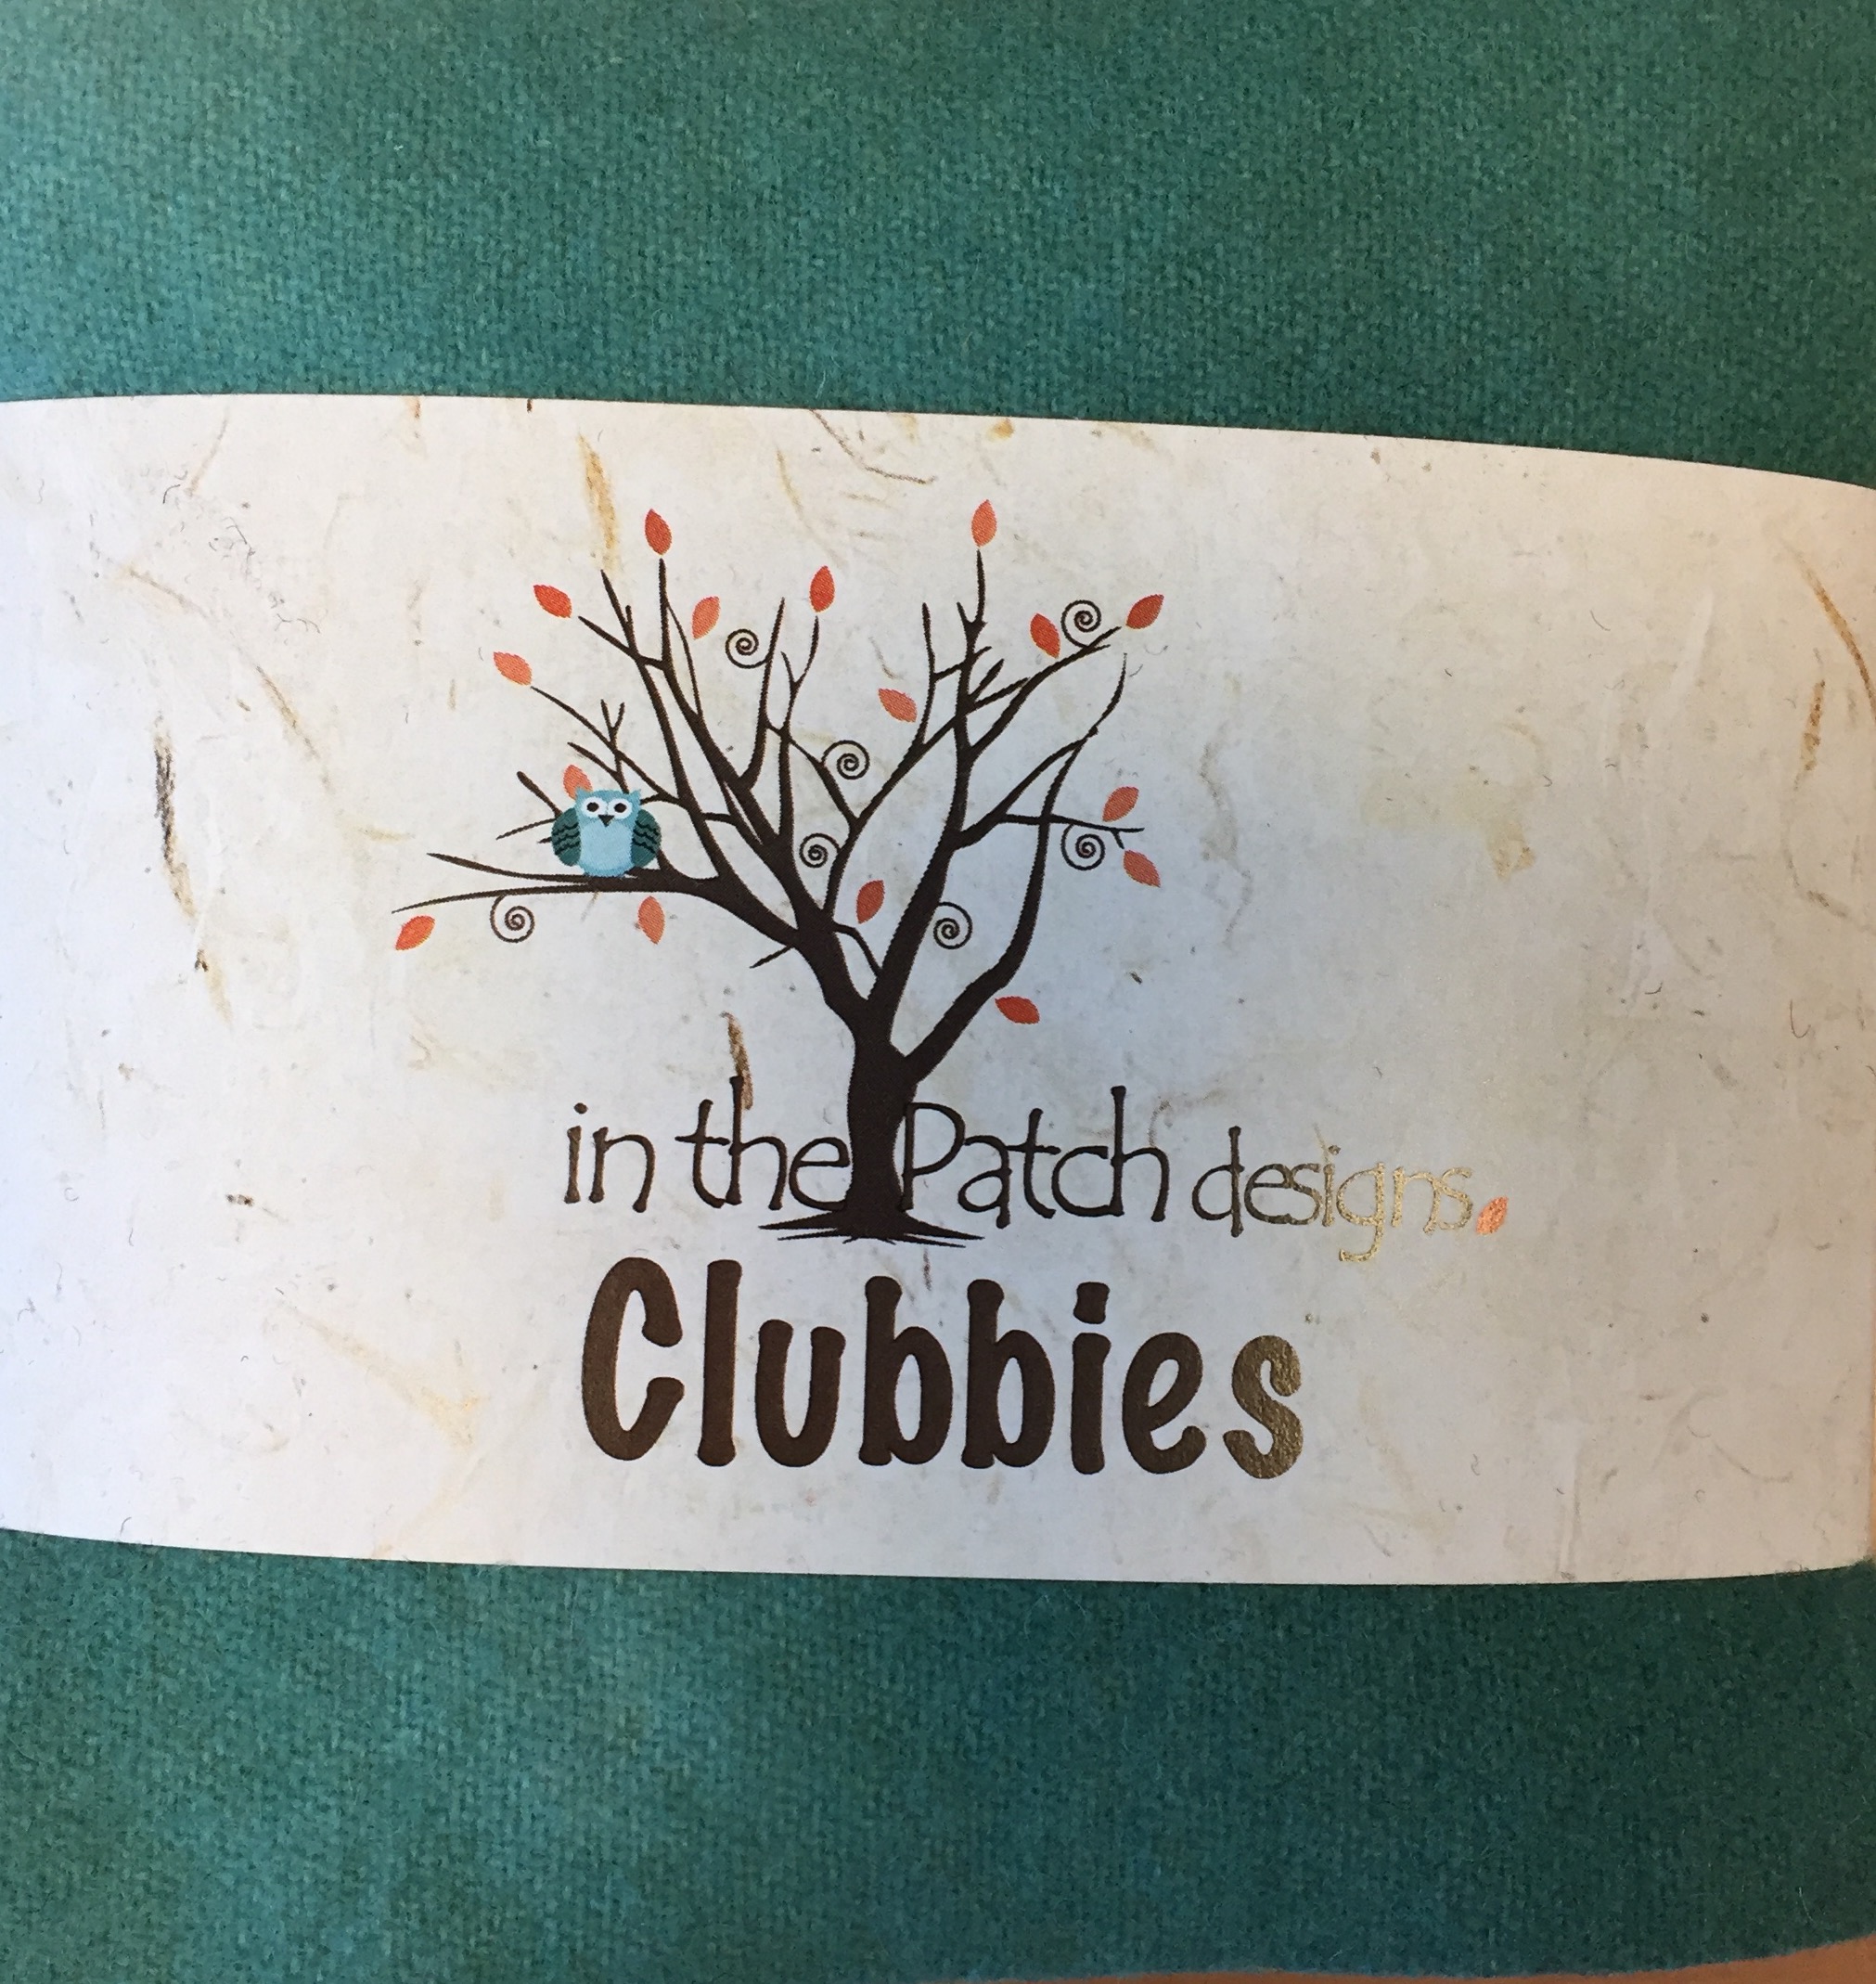 in the Patch designs
Clubbies